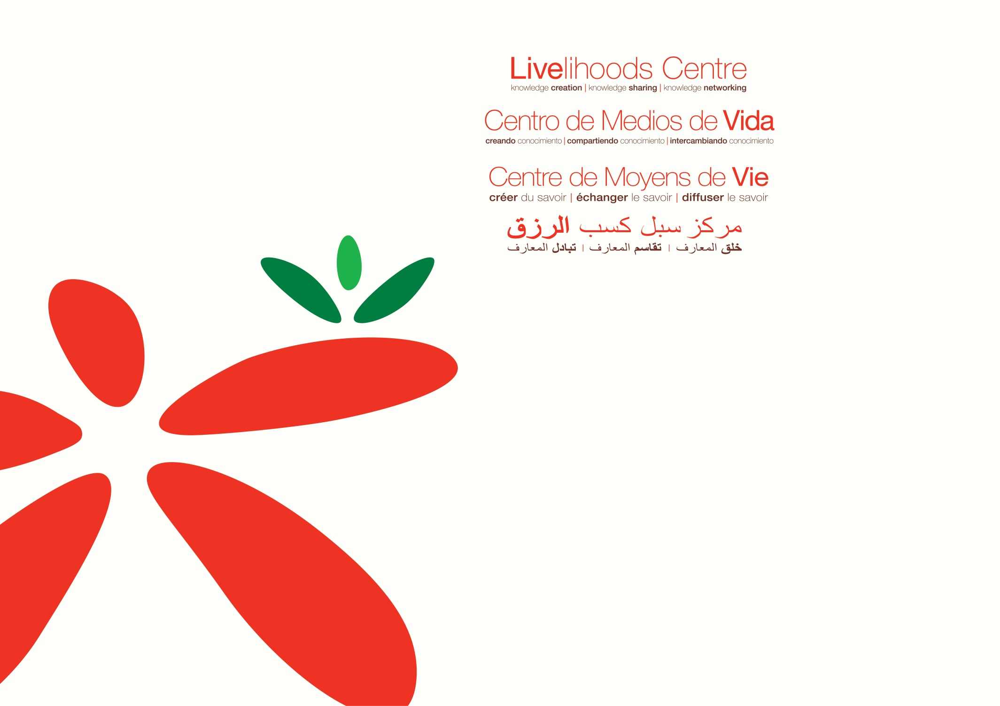 Livelihoods Centre
knowledge creation | knowledge sharing | knowledge networking
Centro de Medios de Vida
creando conocimiento | compartiendo conocimiento | intercambiando conocimiento
Centre de Moyens de Vie
créer du savoir | échanger le savoir | diffuser le savoir
مركز سبل كسب الرزق
خلق المعارف | تقاسم المعارف | تبادل المعارف